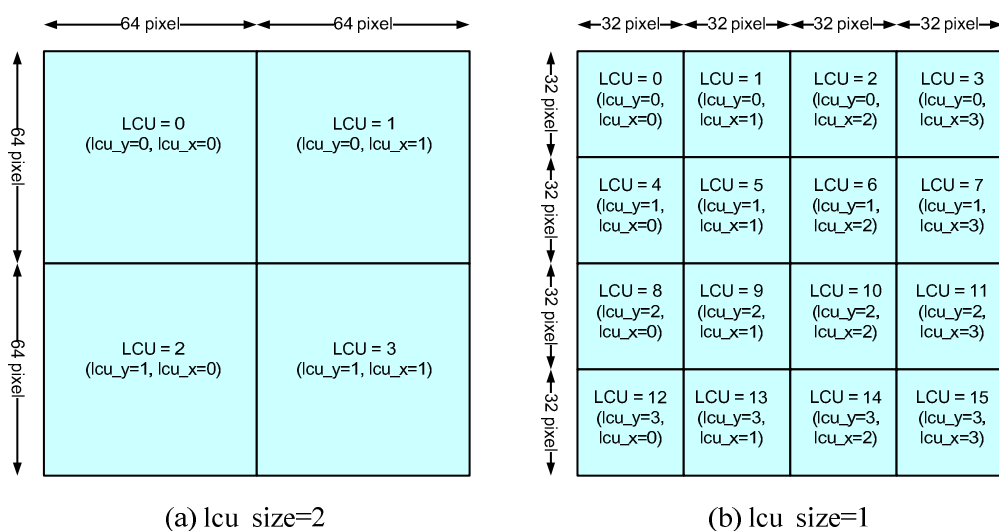 64 pixel
64 pixel
64 pixel
64 pixel
LCU = 0
(lcu_y=0, lcu_x=0)
LCU = 1
(lcu_y=0, lcu_x=1)
LCU = 2
(lcu_y=1, lcu_x=0)
LCU = 3
(lcu_y=1, lcu_x=1)
(a) lcu_size=2
32 pixel
32 pixel
32 pixel
32 pixel
32 pixel
32 pixel
32 pixel
32 pixel
LCU = 0
(lcu_y=0,
lcu_x=0)
LCU = 1
(lcu_y=0,
lcu_x=1)
LCU = 2
(lcu_y=0,
lcu_x=2)
LCU = 3
(lcu_y=0,
lcu_x=3)
LCU = 4
(lcu_y=1,
lcu_x=0)
LCU = 5
(lcu_y=1,
lcu_x=1)
LCU = 6
(lcu_y=1,
lcu_x=2)
LCU = 7
(lcu_y=1,
lcu_x=3)
LCU = 8
(lcu_y=2,
lcu_x=0)
LCU = 9
(lcu_y=2,
lcu_x=1)
LCU = 10
(lcu_y=2,
lcu_x=2)
LCU = 11
(lcu_y=2,
lcu_x=3)
LCU = 12
(lcu_y=3,
lcu_x=0)
LCU = 13
(lcu_y=3,
lcu_x=1)
LCU = 14
(lcu_y=3,
lcu_x=2)
LCU = 15
(lcu_y=3,
lcu_x=3)
(b) lcu_size=1